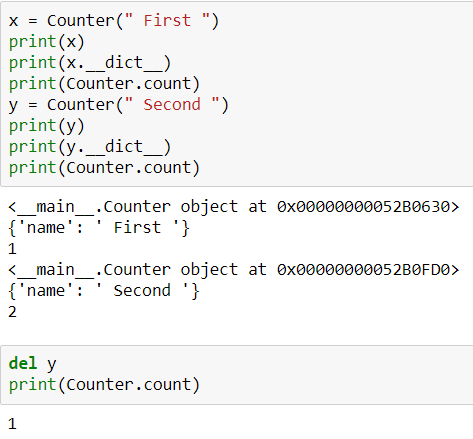 x = Counter(" First ")
print(x)
print(x.__dict__)
print(Counter.count)
y = Counter(" Second ")
print(y)
print(y.__dict__)
print(Counter.count)
<__main__.Counter object at 0x00000000052B0630>
{'name': ' First '}
1
<__main__.Counter object at 0x00000000052B0FD0>
{'name': ' Second '}
2
del y
print(Counter.count)
1